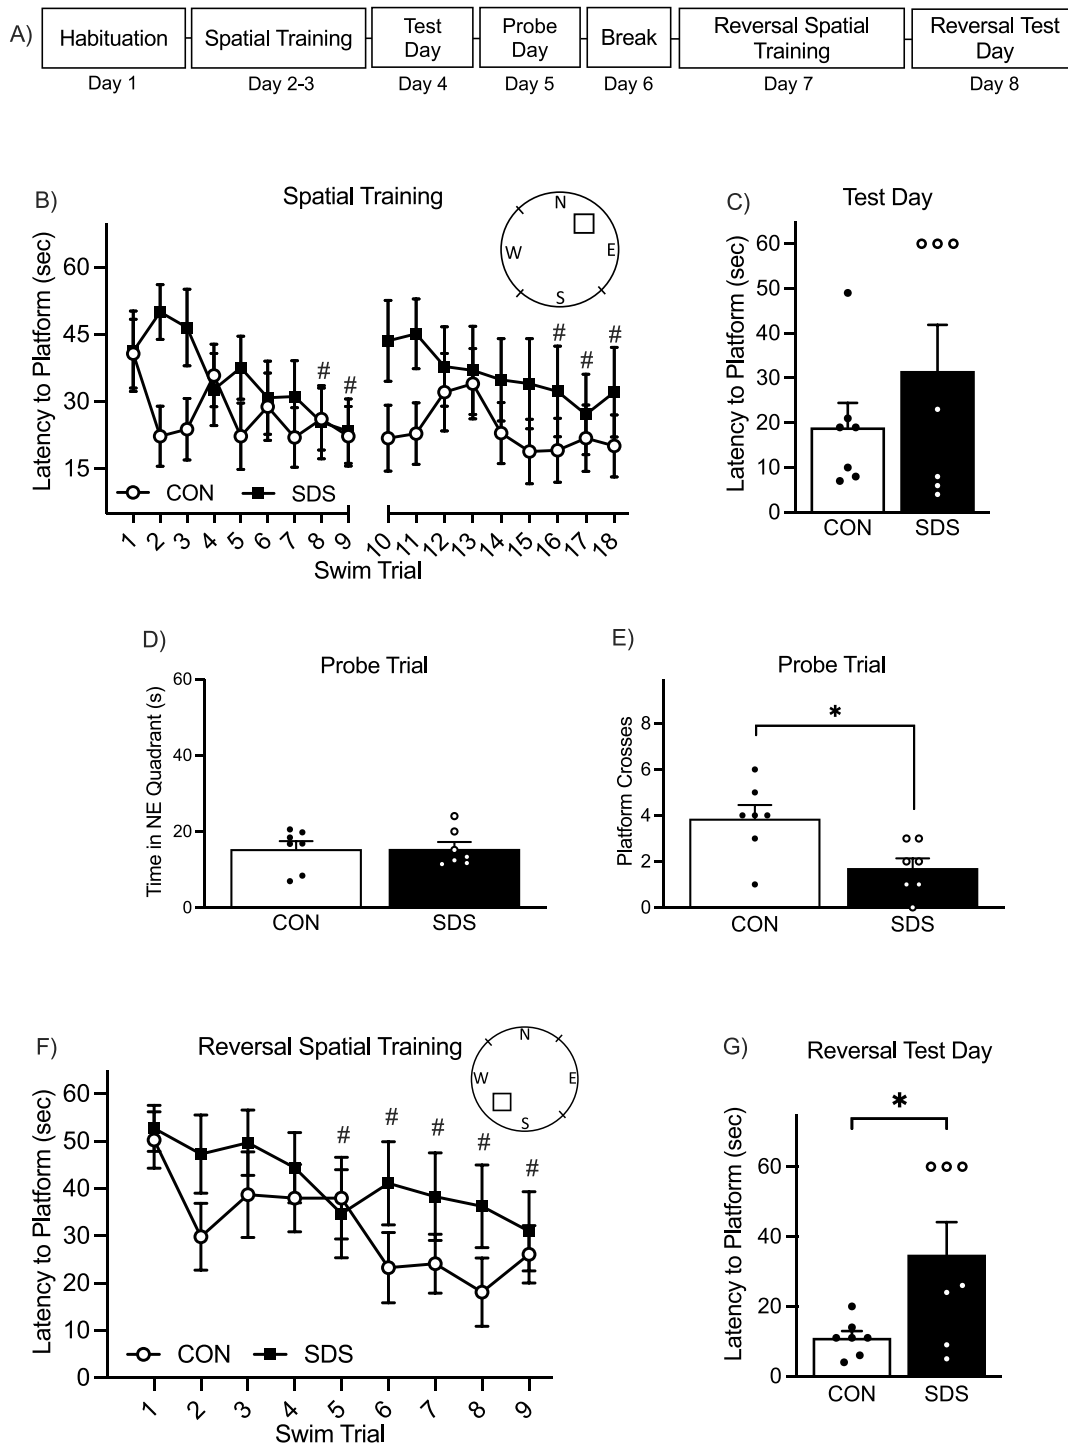 A)
Habituation
Spatial Training
Test
Day
Probe
Day
Break
Reversal Spatial
Training
Reversal Test
Day
Day 1
Day 2-3
Day 4
Day 5
Day 6
Day 7
Day 8
B)
Spatial Training
N
W
E
S
Latency to Platform (sec)
60
45
30
15
# # # # #
CON
SDS
1 2 3 4 5 6 7 8 9 10 11 12 13 14 15 16 17 18
Swim Trial
C)
Test Day
Latency to Platform (sec)
60
50
40
30
20
10
0
CON SDS
D)
Probe Trial
Time in NE Quadrant (s)
60
40
20
0
CON SDS
E)
Probe Trial
*
Platform Crosses
8
6
4
2
0
CON SDS
F)
Reversal Spatial Training
N
W
E
S
Latency to Platform (sec)
60
50
40
30
20
10
0
# # # # #
CON
SDS
1 2 3 4 5 6 7 8 9
Swim Trial
G)
Reversal Test Day
*
Latency to Platform (sec)
60
40
20
0
CON SDS